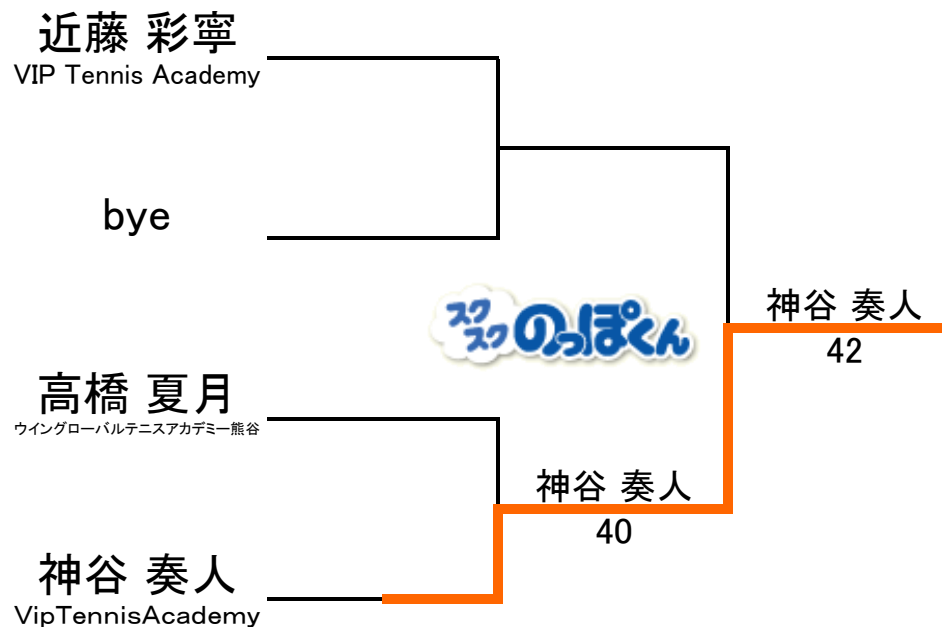 近藤 彩寧
VIP Tennis Academy
bye
スク
スク
のっぽくん
神谷 奏人
42
高橋 夏月
ウイングローバルテニスアカデミー熊谷
神谷 奏人
40
神谷 奏人
VipTennisAcademy